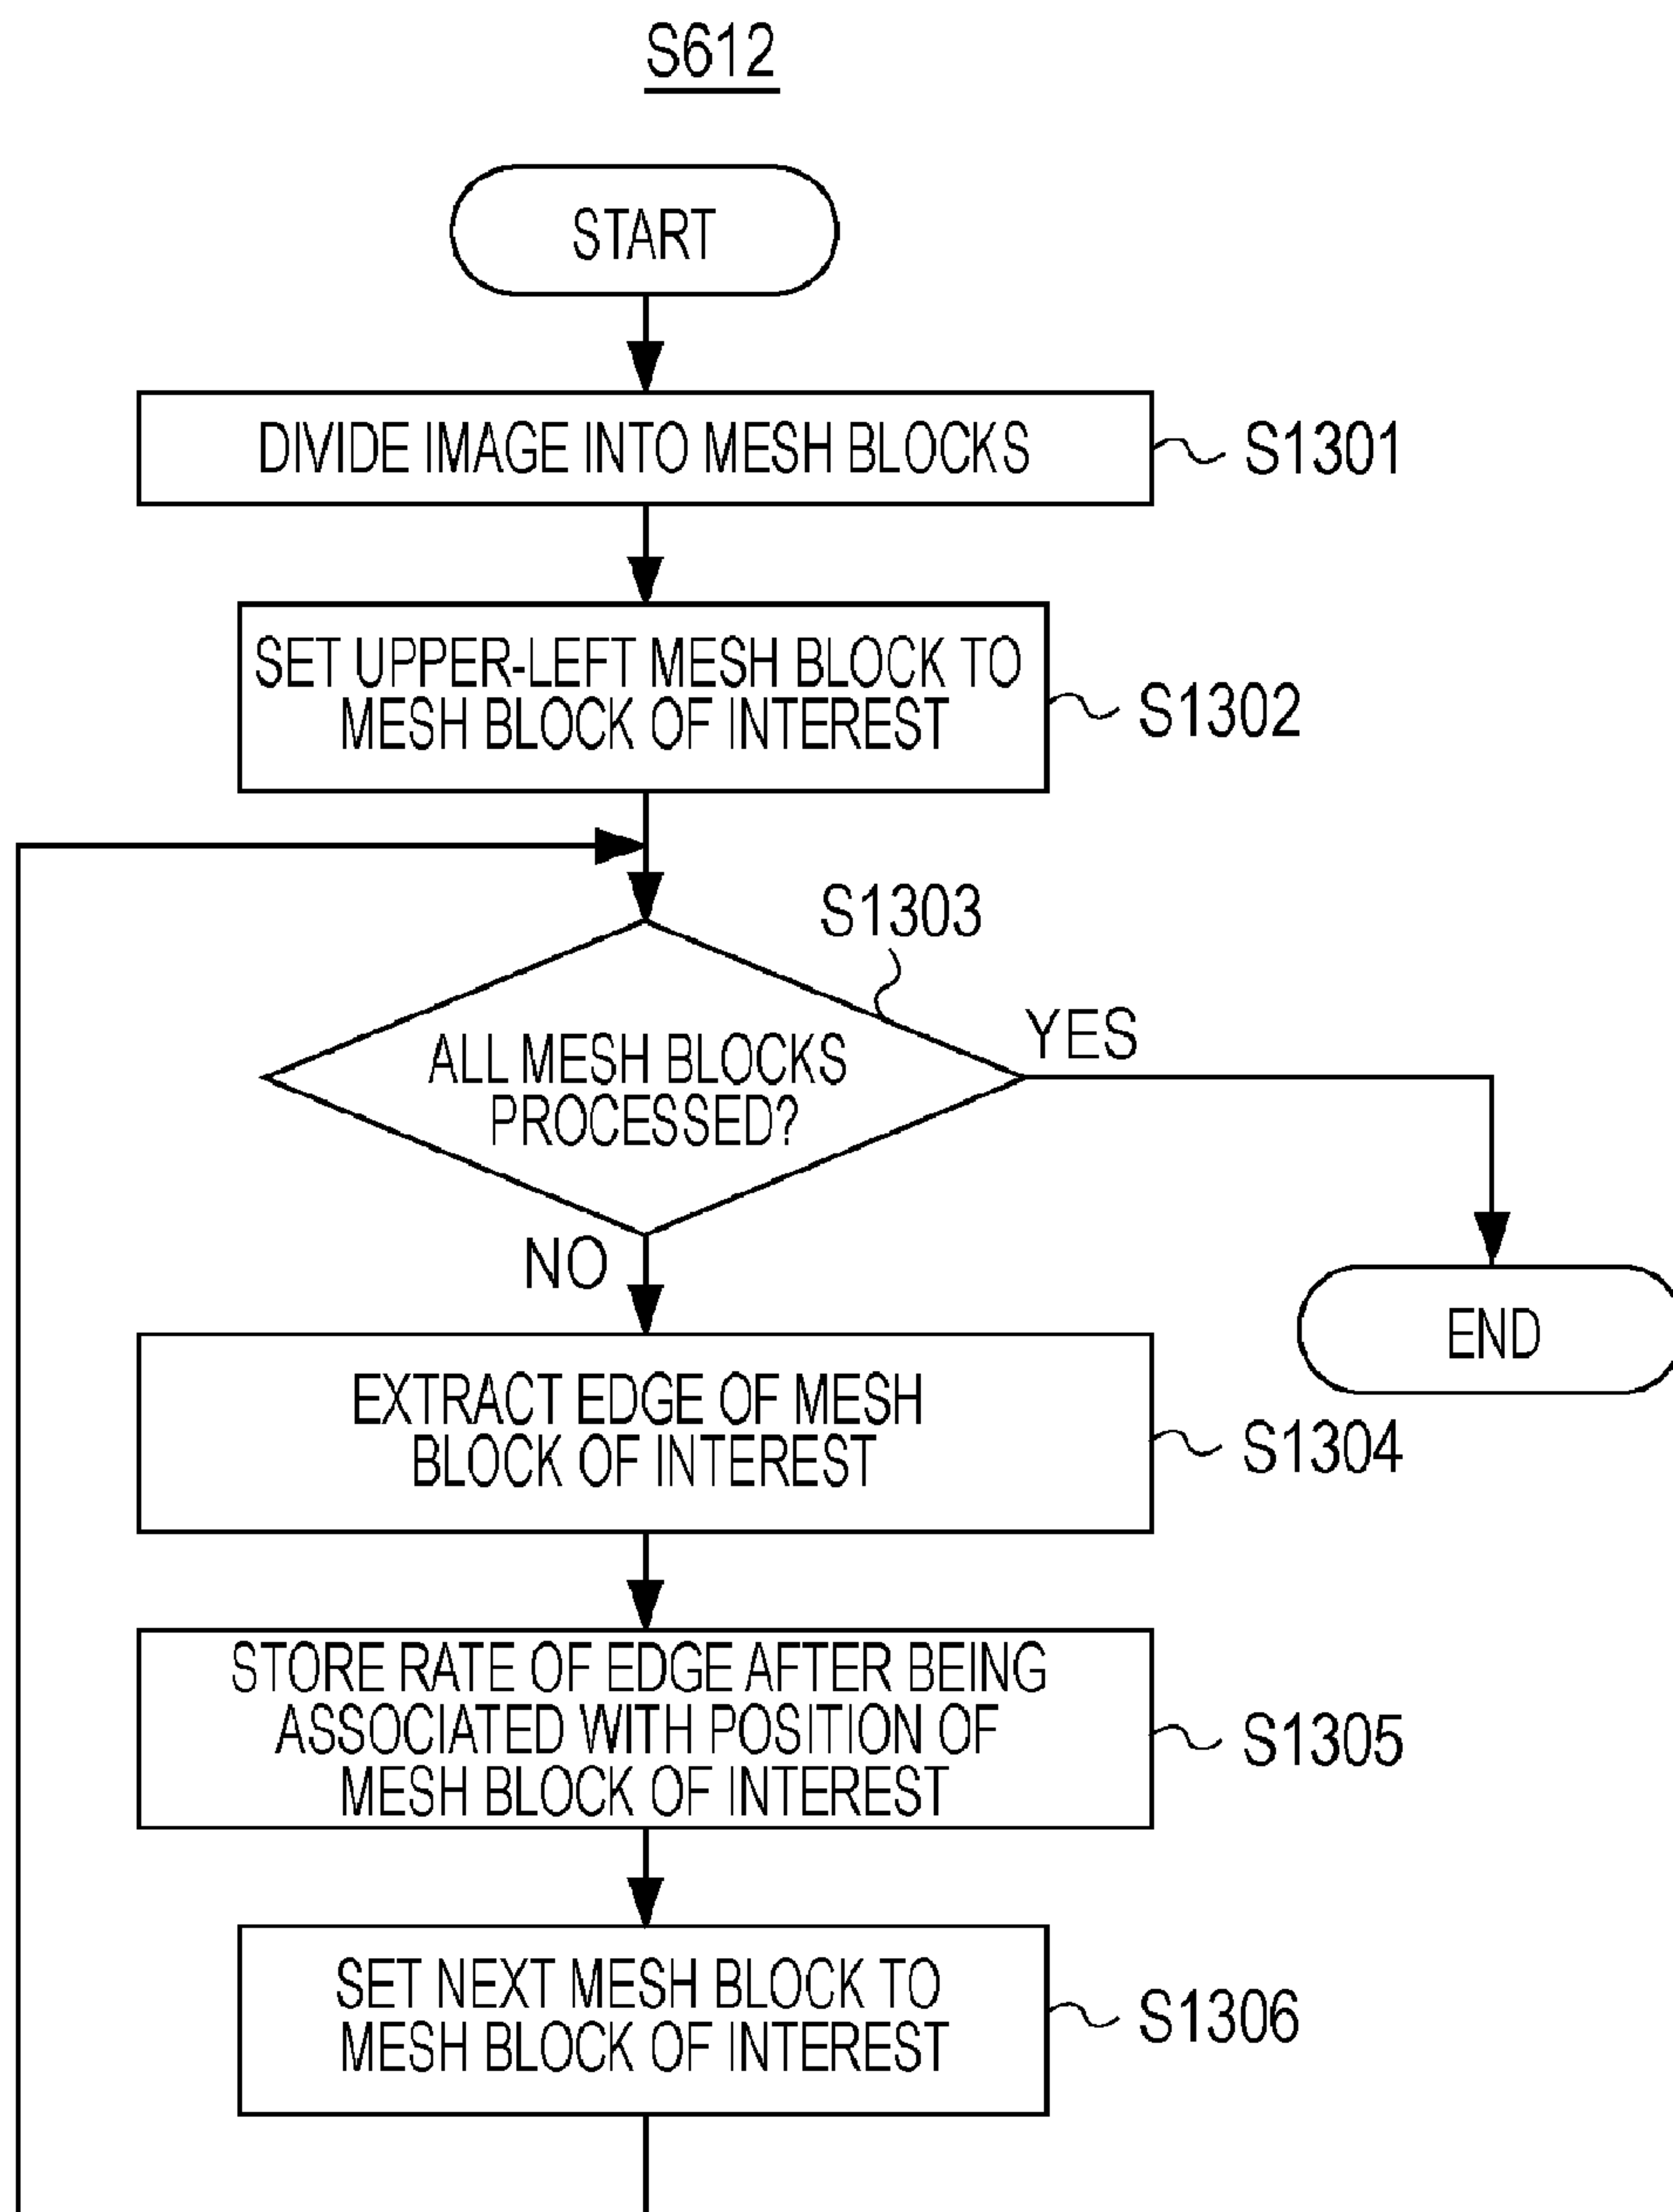 S612
START
DIVIDE IMAGE INTO MESH BLOCKS
S1301
SET UPPER-LEFT MESH BLOCK TO
MESH BLOCK OF INTEREST
S1302
S1303
ALL MESH BLOCKS
PROCESSED?
YES
NO
END
EXTRACT EDGE OF MESH
BLOCK OF INTEREST
S1304
STORE RATE OF EDGE AFTER BEING
ASSOCIATED WITH POSITION OF
MESH BLOCK OF INTEREST
S1305
SET NEXT MESH BLOCK TO
MESH BLOCK OF INTEREST
S1306